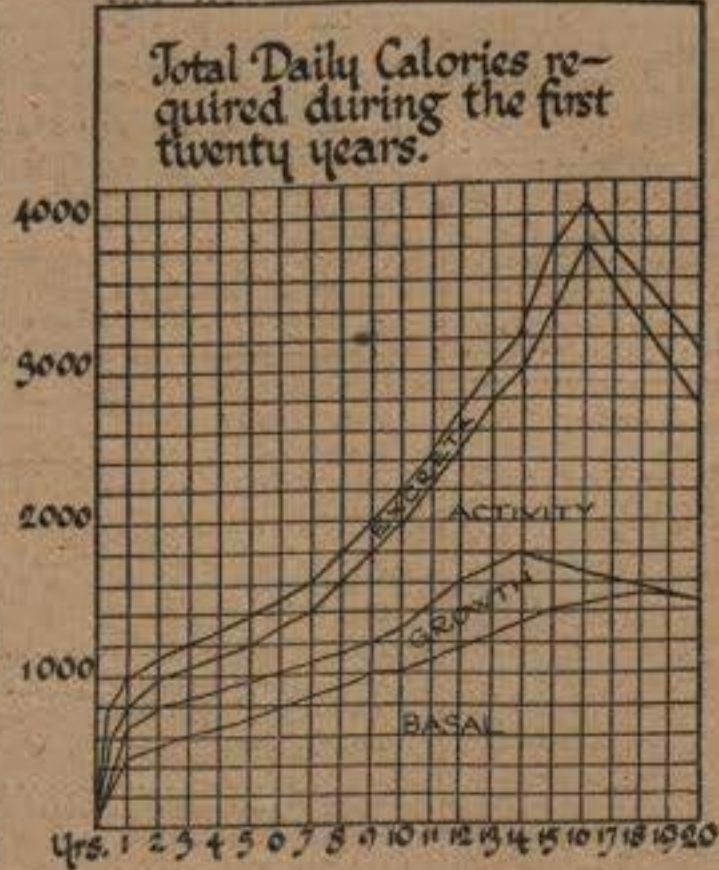 Total Daily Calories re-
quired during the first
twenty years.
4000
3000
2000
1000
EXCRETA
ACTIVITY
GROWTH
BASAL
Yrs. 1 2 3 4 5 6 7 8 9 10 11 12 13 14 15 16 17 18 19 20